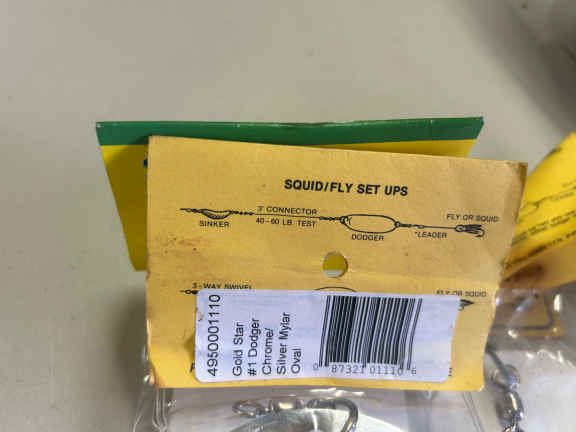 SQUID/FLY SET UPS
3' CONNECTOR
FLY OR SQUID
SINKER
40 - 60 LB. TEST
DODGER
*LEADER
3 - WAY SWIVEL
FLY OR SQUID
4950001110
Gold Star
#1 Dodger
Chrome/
Silver Mylar
Oval
0 87321 01110 6